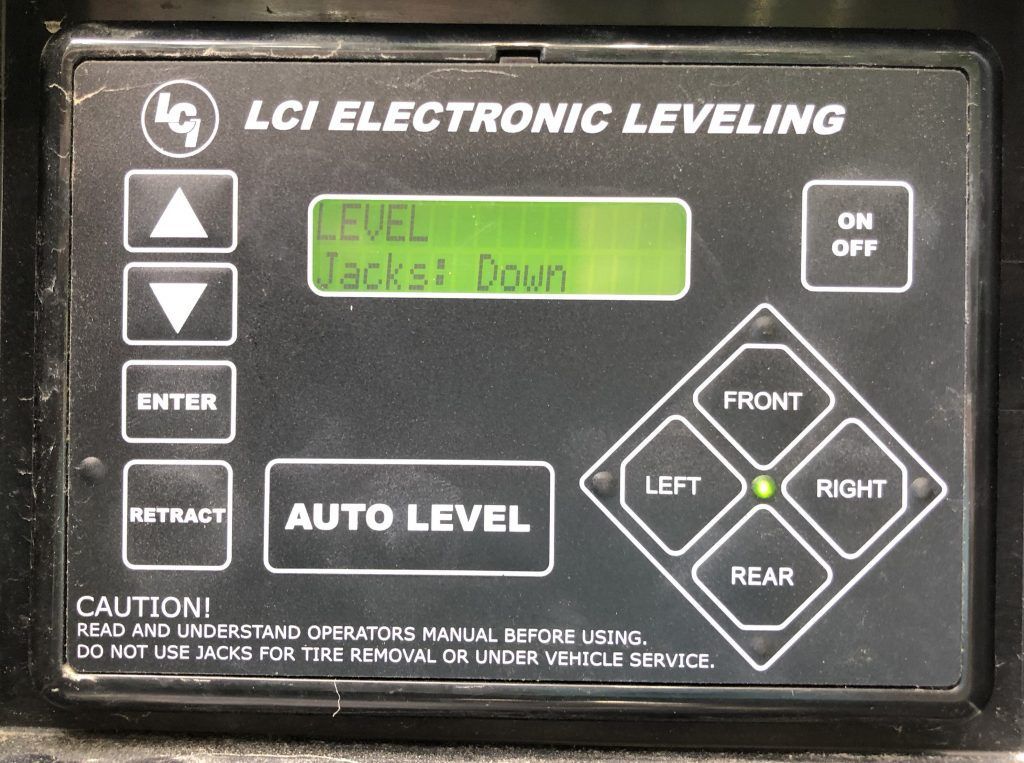 LCI
LCI ELECTRONIC LEVELING
LEVEL
Jacks: Down
ON
OFF
ENTER
RETRACT
AUTO LEVEL
FRONT
LEFT
RIGHT
REAR
CAUTION!
READ AND UNDERSTAND OPERATORS MANUAL BEFORE USING.
DO NOT USE JACKS FOR TIRE REMOVAL OR UNDER VEHICLE SERVICE.